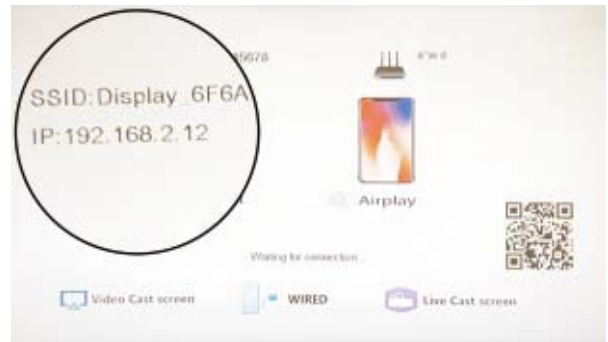 5678
SSID:Display_6F6A
IP:192.168.2.12
Airplay
Waiting for connection...
Video Cast screen
WIRED
Live Cast screen